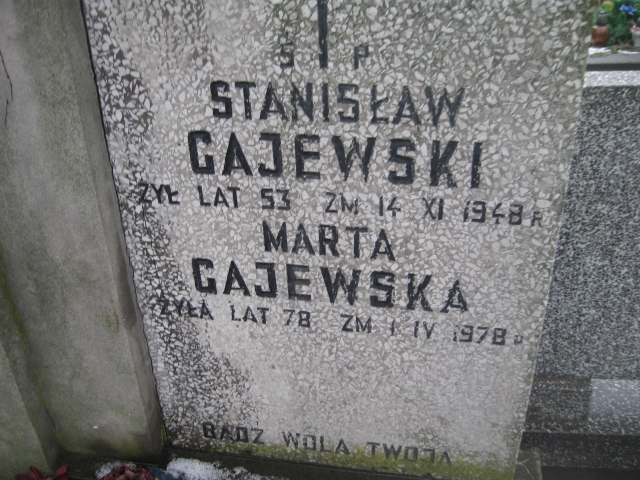 Ś P
STANISŁAW
GAJEWSKI
ŻYŁ LAT 53 ZM 14 XI 1948 R
MARTA
GAJEWSKA
ŻYŁA LAT 78 ZM 1 IV 1978 R
BĄDŹ WOLA TWOJA